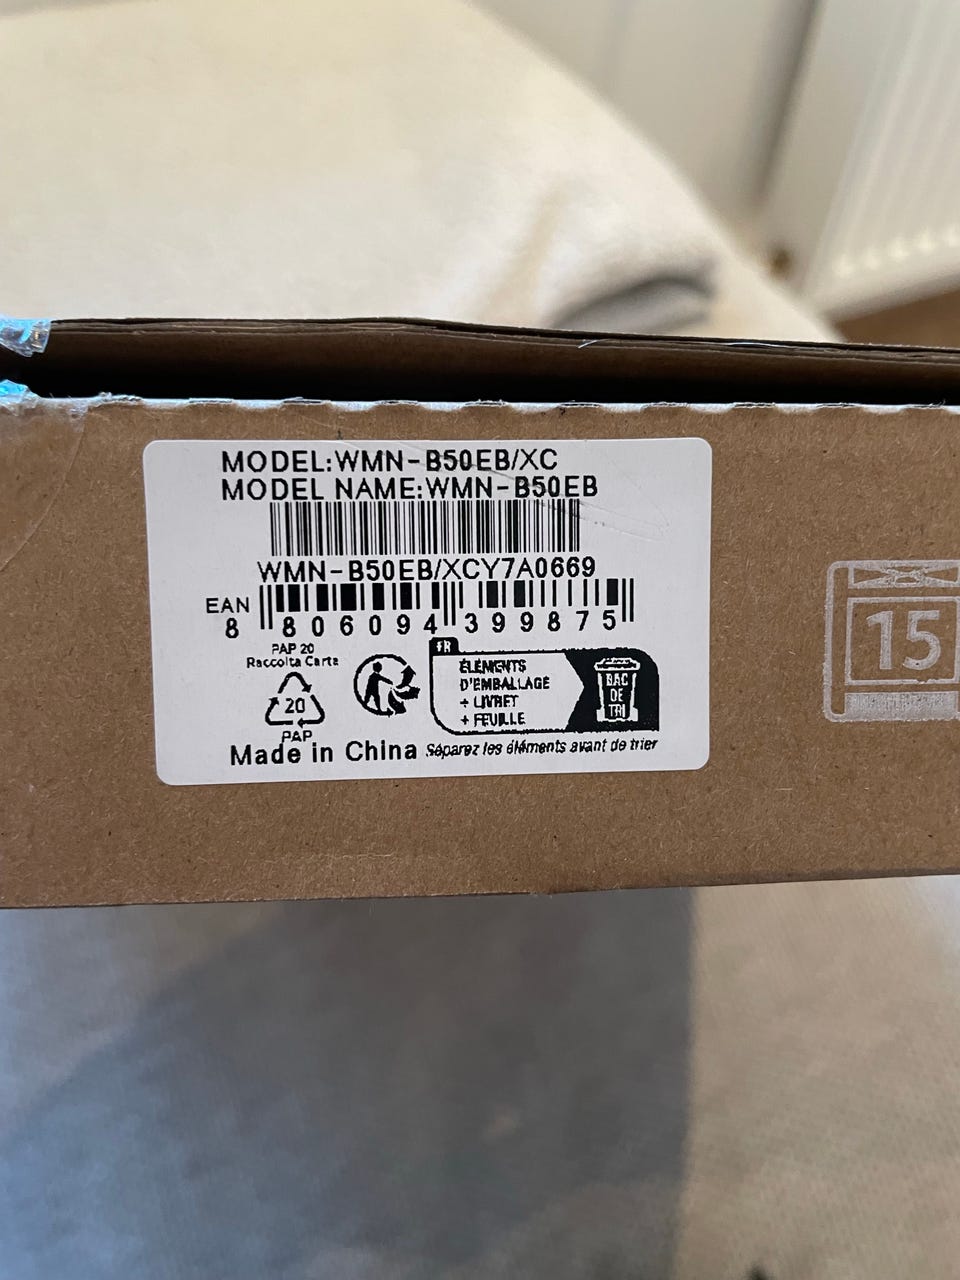 MODEL:WMN-B50EB/XC
MODEL NAME:WMN-B50EB
WMN-B50EB/XCY7A0669
EAN
8 806094 399875
PAP 20
Raccolta Carta
20
PAP
FR
ÉLÉMENTS
D'EMBALLAGE
+ LIVRET
+ FEUILLE
BAC
DE
TRI
Made in China
Séparez les éléments avant de trier
15